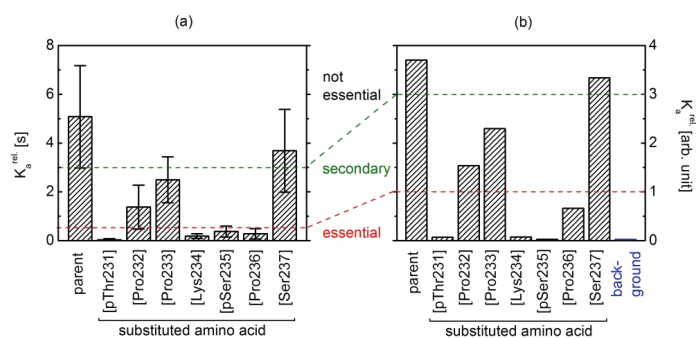 (a)
(b)
8
6
4
2
0
K_a^rel. [s]
not
essential
secondary
essential
4
3
2
1
0
K_a^rel. [arb. unit]
parent
[pThr231]
[Pro232]
[Pro233]
[Lys234]
[pSer235]
[Pro236]
[Ser237]
substituted amino acid
parent
[pThr231]
[Pro232]
[Pro233]
[Lys234]
[pSer235]
[Pro236]
[Ser237]
back-
ground
substituted amino acid